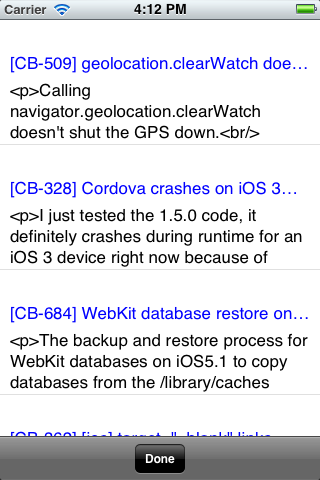 Carrier 4:12 PM
[CB-509] geolocation.clearWatch doe...
<p>Calling
navigator.geolocation.clearWatch
doesn't shut the GPS down.<br/>
[CB-328] Cordova crashes on iOS 3...
<p>I just tested the 1.5.0 code, it
definitely crashes during runtime for an
iOS 3 device right now because of
[CB-684] WebKit database restore on...
<p>The backup and restore process for
WebKit databases on iOS5.1 to copy
databases from the /library/caches
Done